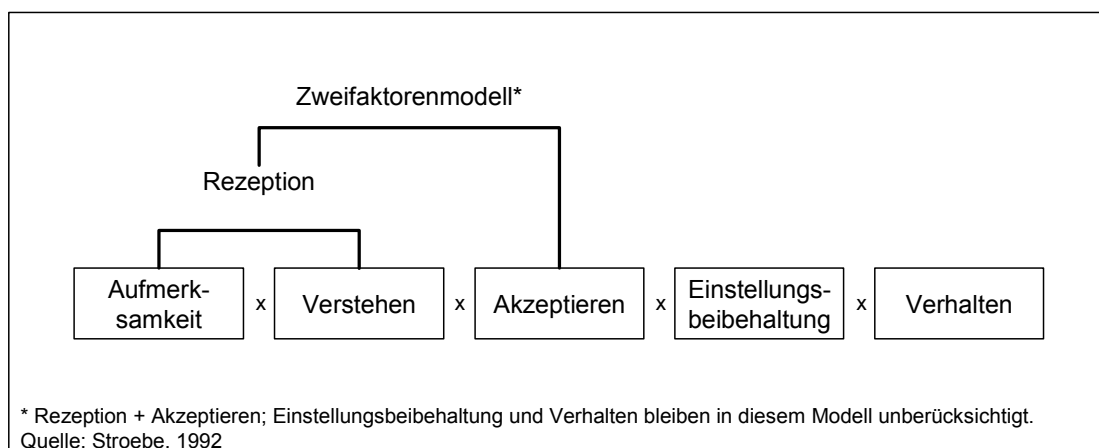 Zweifaktorenmodell*
Rezeption
Aufmerk-
samkeit
x
Verstehen
x
Akzeptieren
x
Einstellungs-
beibehaltung
x
Verhalten
* Rezeption + Akzeptieren; Einstellungsbeibehaltung und Verhalten bleiben in diesem Modell unberücksichtigt.
Quelle: Stroebe, 1992